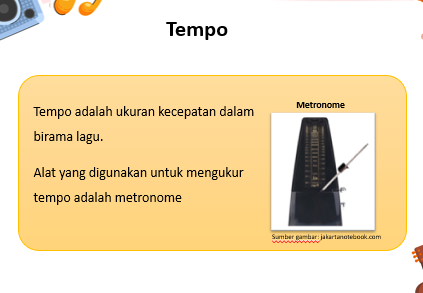 Tempo
Tempo adalah ukuran kecepatan dalam
birama lagu.
Alat yang digunakan untuk mengukur
tempo adalah metronome
Metronome
Sumber gambar: jakartanotebook.com